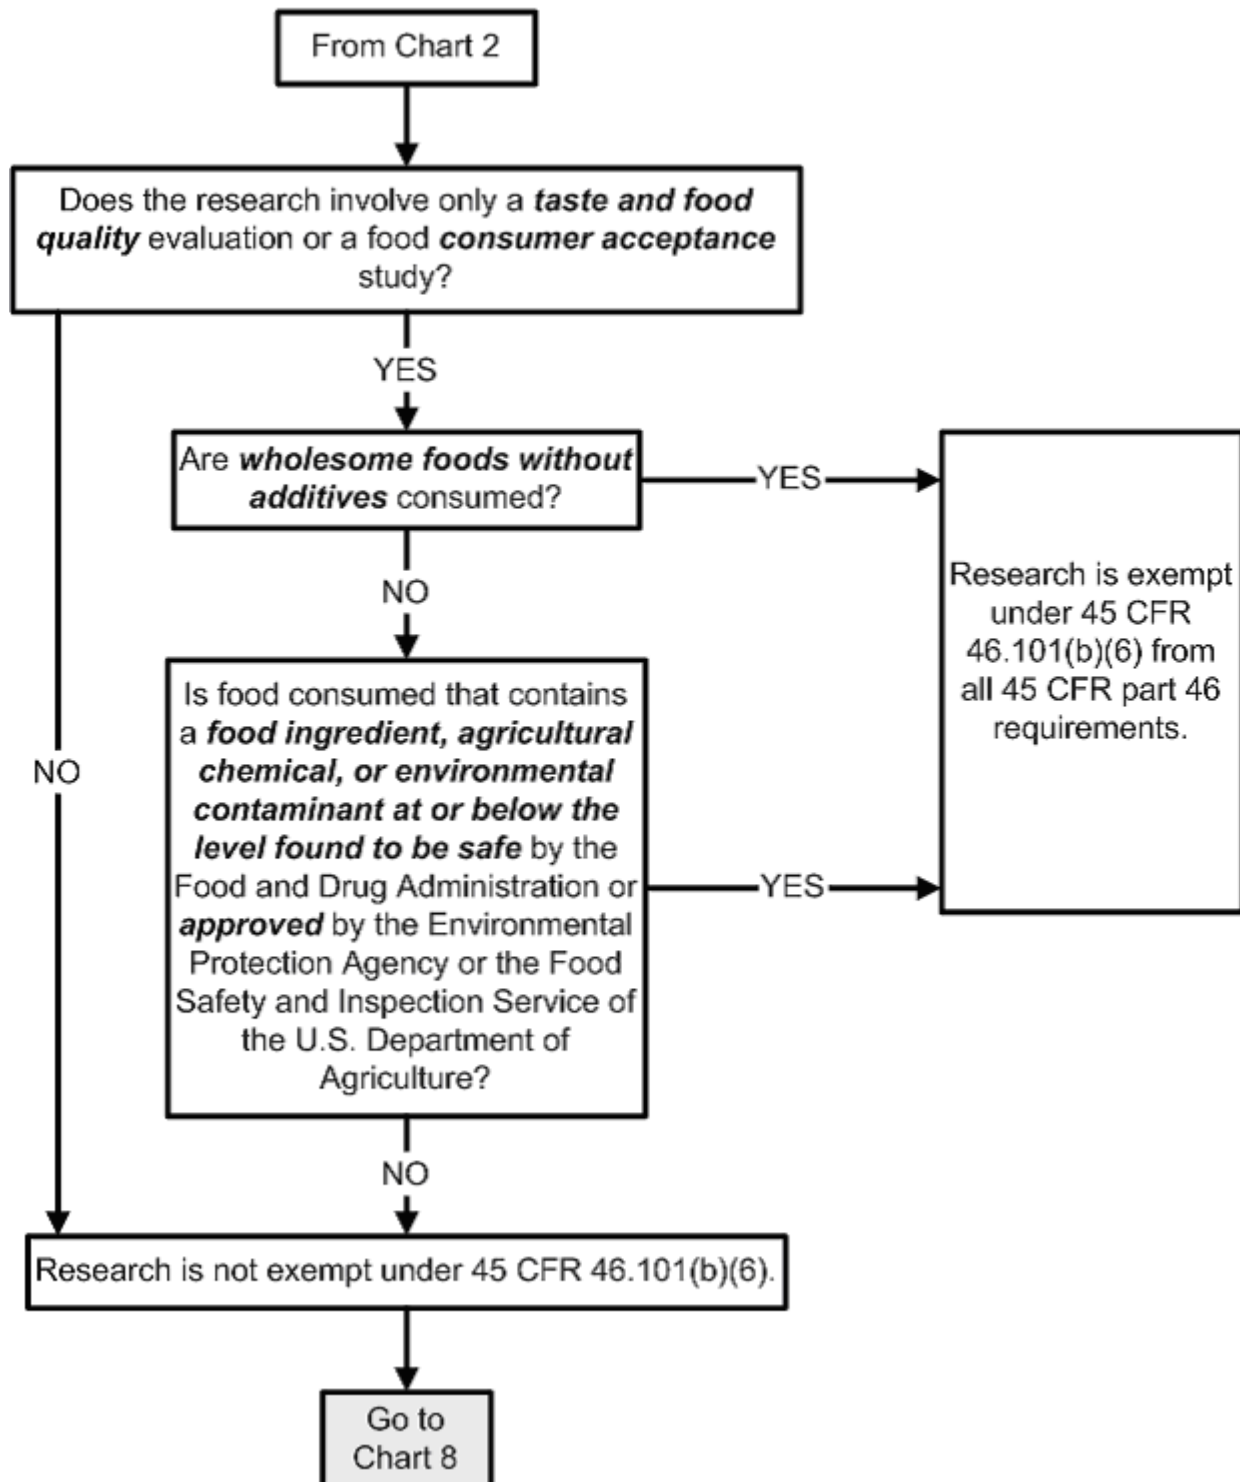 From Chart 2
Does the research involve only a taste and food
quality evaluation or a food consumer acceptance
study?
YES
Are wholesome foods without
additives consumed?
YES
NO
Is food consumed that contains
a food ingredient, agricultural
chemical, or environmental
contaminant at or below the
level found to be safe by the
Food and Drug Administration or
approved by the Environmental
Protection Agency or the Food
Safety and Inspection Service of
the U.S. Department of
Agriculture?
YES
Research is exempt
under 45 CFR
46.101(b)(6) from
all 45 CFR part 46
requirements.
NO
NO
Research is not exempt under 45 CFR 46.101(b)(6).
Go to
Chart 8